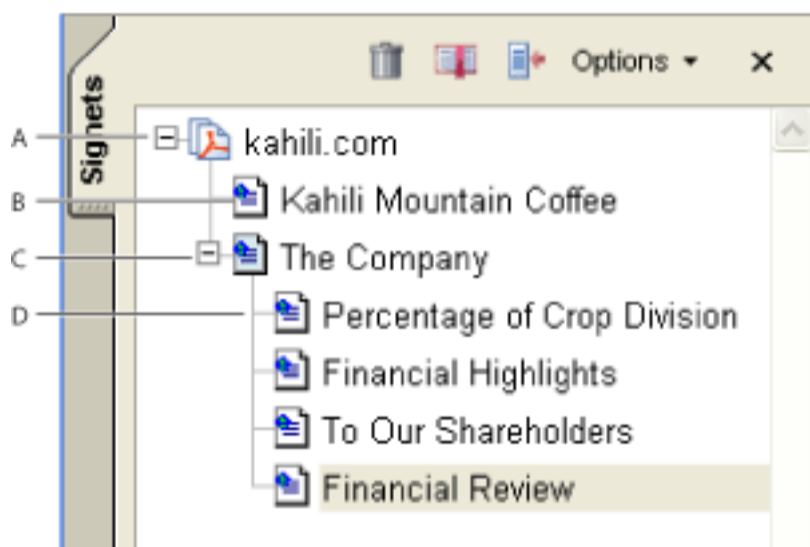 Signets
Options
A
kahili.com
B
Kahili Mountain Coffee
C
The Company
D
Percentage of Crop Division
Financial Highlights
To Our Shareholders
Financial Review